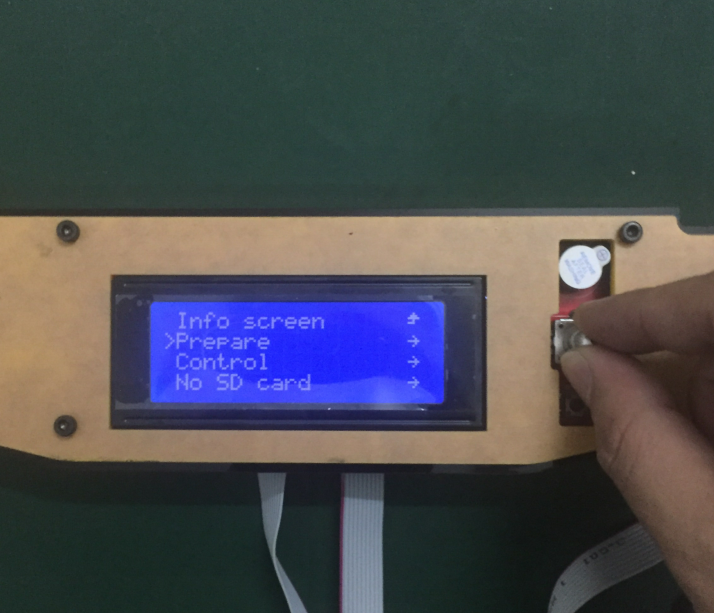 Info screen
>Prepare →
Control →
No SD card →